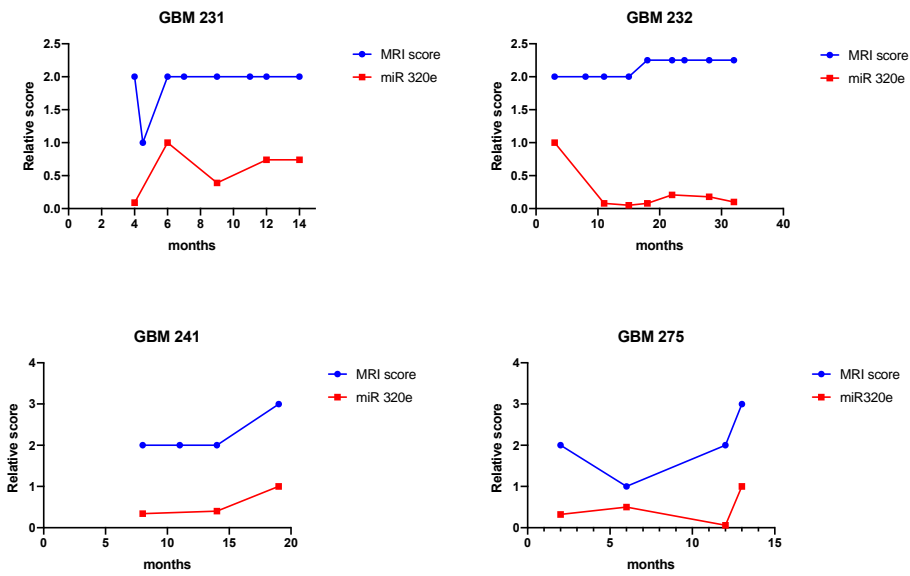 GBM 231
Relative score
2.5
2.0
1.5
1.0
0.5
0.0
0 2 4 6 8 10 12 14
months
MRI score
miR 320e
GBM 232
Relative score
2.5
2.0
1.5
1.0
0.5
0.0
0 10 20 30 40
months
MRI score
miR 320e
GBM 241
Relative score
4
3
2
1
0
0 5 10 15 20
months
MRI score
miR 320e
GBM 275
Relative score
4
3
2
1
0
0 5 10 15
months
MRI score
miR320e